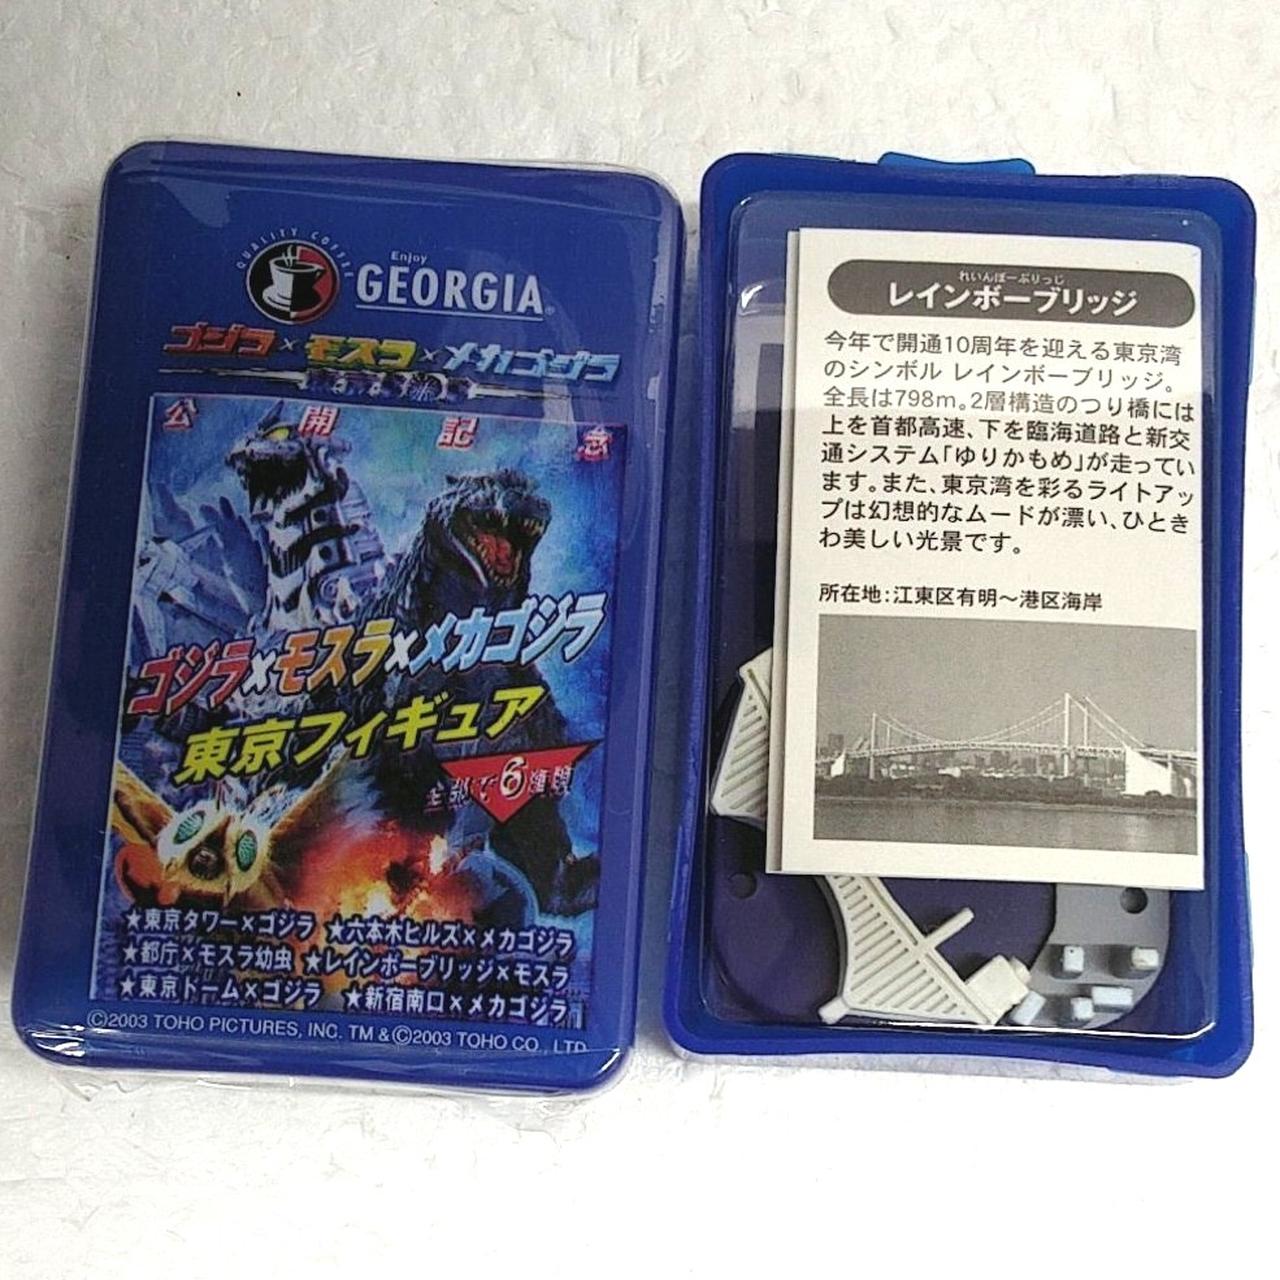 QUALITY COFFEE
Enjoy
GEORGIA
ゴジラ×モスラ×メカゴジラ
公開記念
ゴジラ×モスラ×メカゴジラ
東京フィギュア
全部で6種類
★東京タワー×ゴジラ ★六本木ヒルズ×メカゴジラ
★都庁×モスラ幼虫 ★レインボーブリッジ×モスラ
★東京ドーム×ゴジラ ★新宿南口×メカゴジラ
©2003 TOHO PICTURES, INC. TM &©2003 TOHO CO., LTD.
れいんぼーぶりっじ
レインボーブリッジ
今年で開通10周年を迎える東京湾
のシンボル レインボーブリッジ。
全長は798m。2層構造のつり橋には
上を首都高速、下を臨海道路と新交
通システム「ゆりかもめ」が走ってい
ます。また、東京湾を彩るライトアッ
プは幻想的なムードが漂い、ひとき
わ美しい光景です。
所在地:江東区有明〜港区海岸